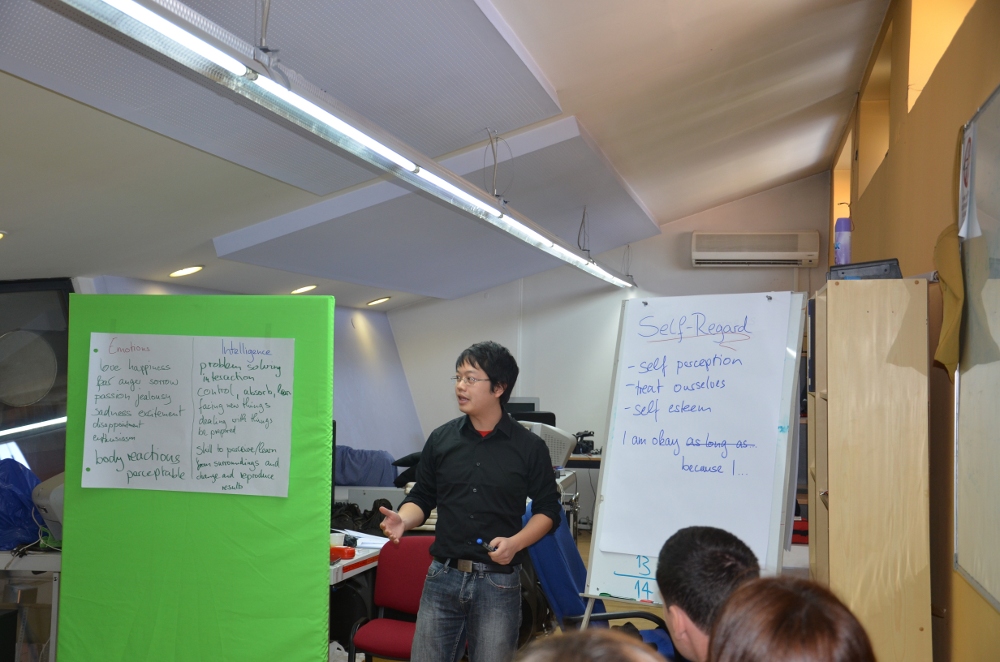 Emotions
love happiness
fear anger sorrow
passion jealousy
sadness excitement
disappointment
enthusiasm
body reactions
perceptable
Intelligence
problem solving
interaction
control, absorb, learn
facing new things
dealing with things
be prepared
skill to perceive/learn
from surroundings and
change and reproduce
results
Self-Regard
- self perception
- treat ourselves
- self esteem
I am okay as long as...
because I...
13
14